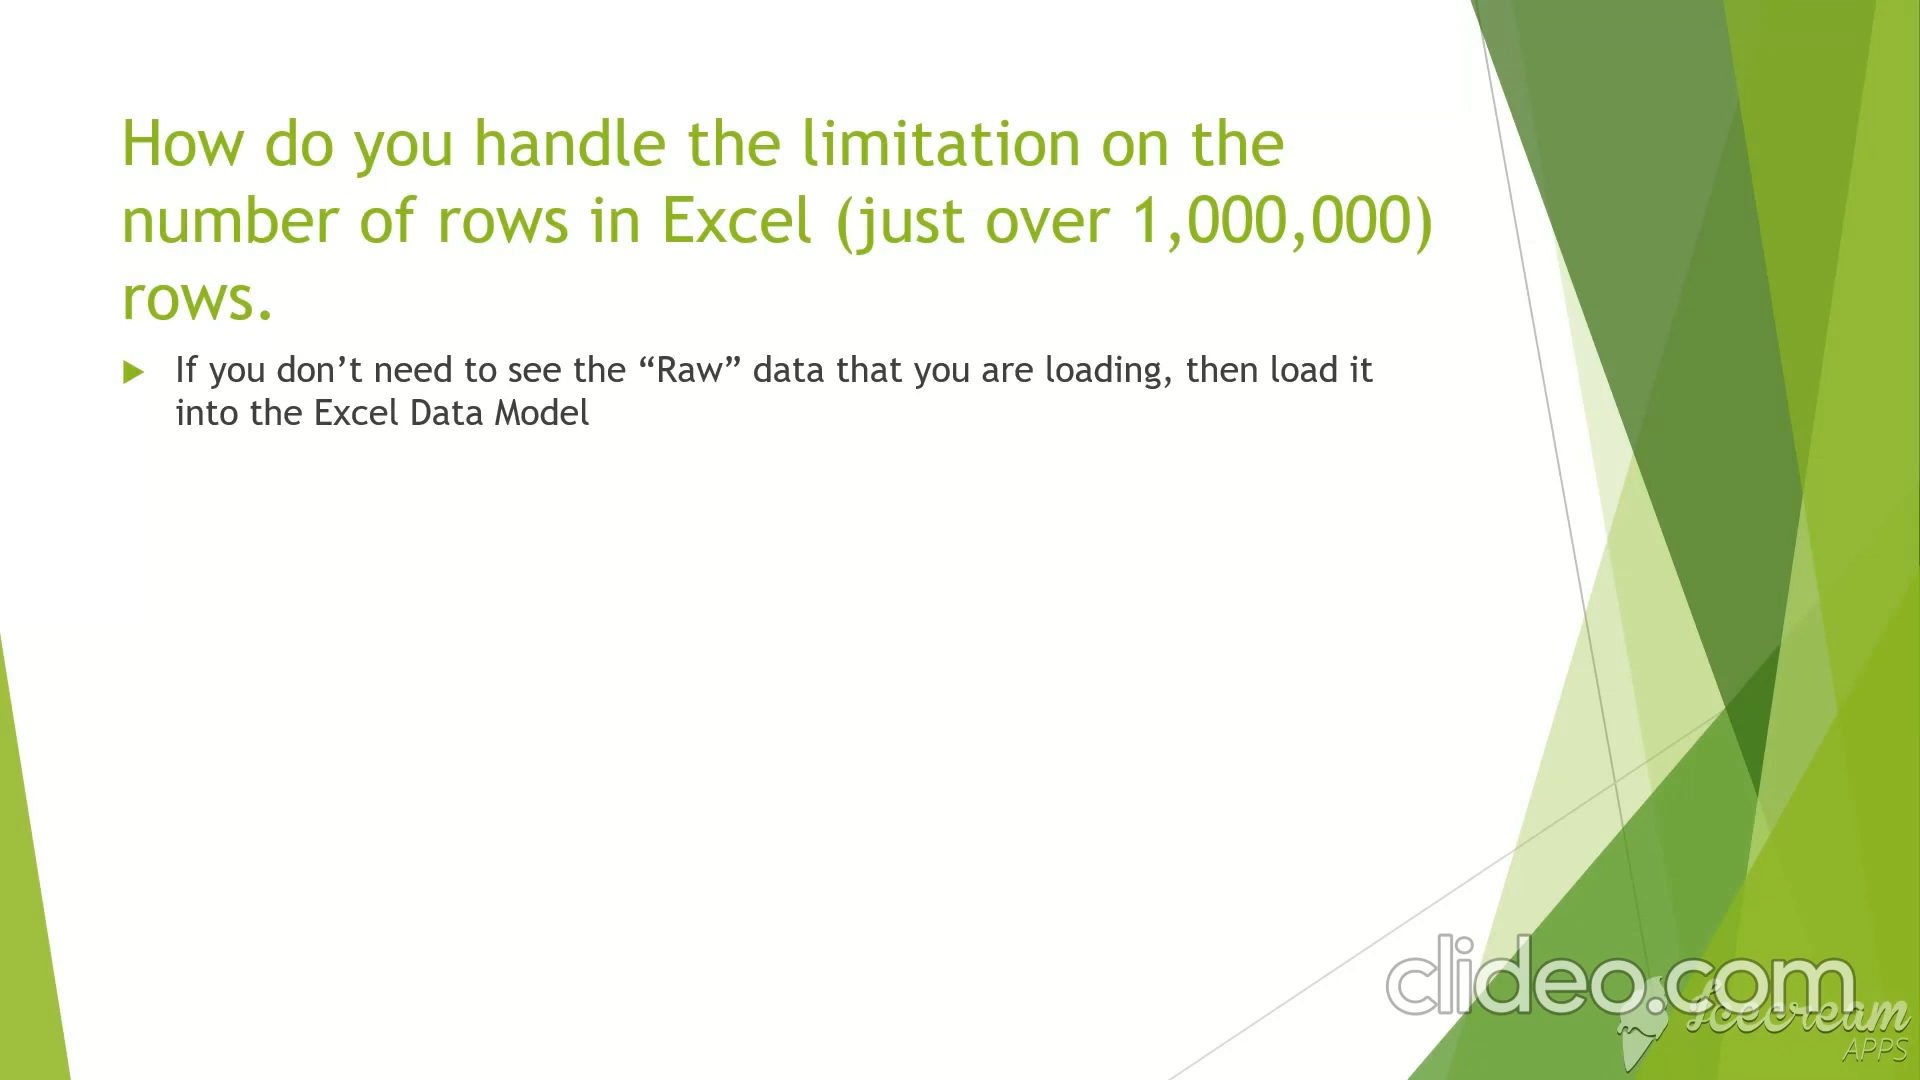 How do you handle the limitation on the
number of rows in Excel (just over 1,000,000)
rows.
If you don’t need to see the “Raw” data that you are loading, then load it
into the Excel Data Model
clideo.com
Icecream
APPS